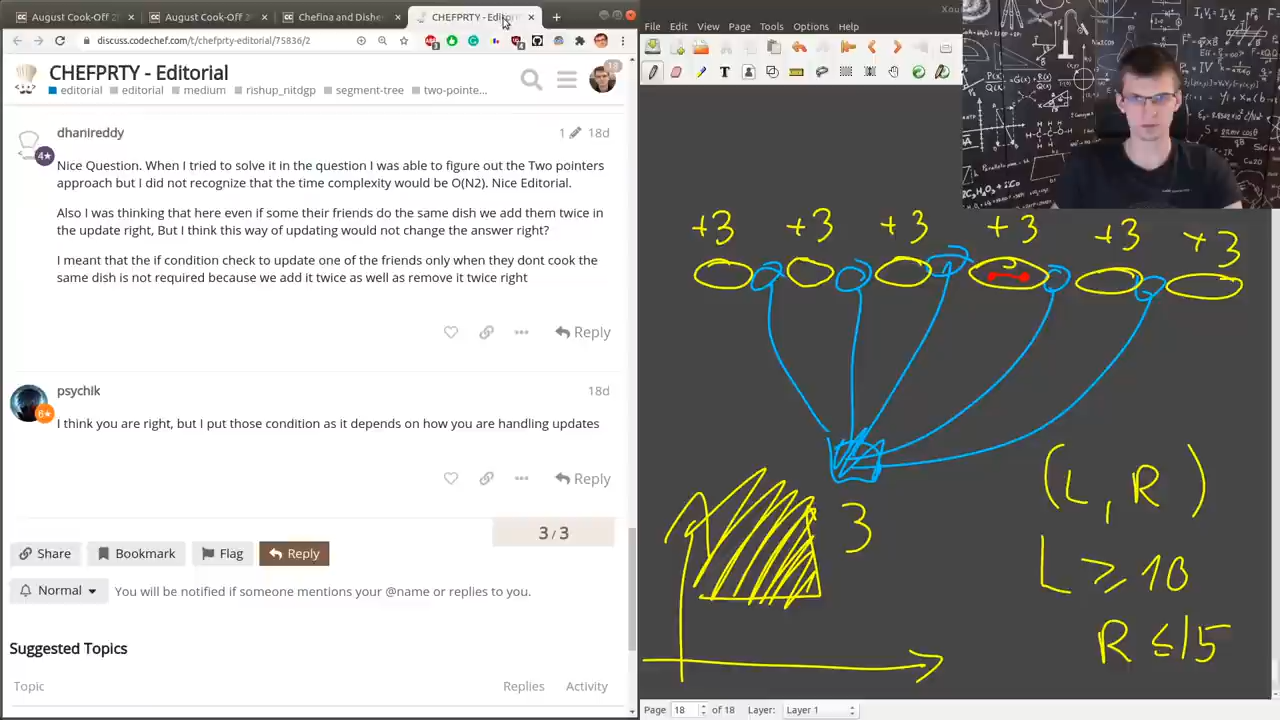 August Cook-Off 2
August Cook-Off 2
Chefina and Dishe
CHEFPRTY - Editori
discuss.codechef.com/t/chefprty-editorial/75836/2
CHEFPRTY - Editorial
editorial editorial medium rishup_nitdgp segment-tree two-pointe...
18
dhanireddy
1
18d
4★
Nice Question. When I tried to solve it in the question I was able to figure out the Two pointers
approach but I did not recognize that the time complexity would be O(N2). Nice Editorial.
Also I was thinking that here even if some their friends do the same dish we add them twice in
the update right, But I think this way of updating would not change the answer right?
I meant that the if condition check to update one of the friends only when they dont cook the
same dish is not required because we add it twice as well as remove it twice right
Reply
psychik
18d
6★
I think you are right, but I put those condition as it depends on how you are handling updates
Reply
3 / 3
Share Bookmark Flag Reply
Normal
You will be notified if someone mentions your @name or replies to you.
Suggested Topics
Topic Replies Activity
Xou
File Edit View Journal Page Tools Plugin Help
+3 +3 +3 +3 +3 +3
3
(L, R)
L ≥ 10
R ≤ 15
Page 18 of 18 Layer: Layer 1